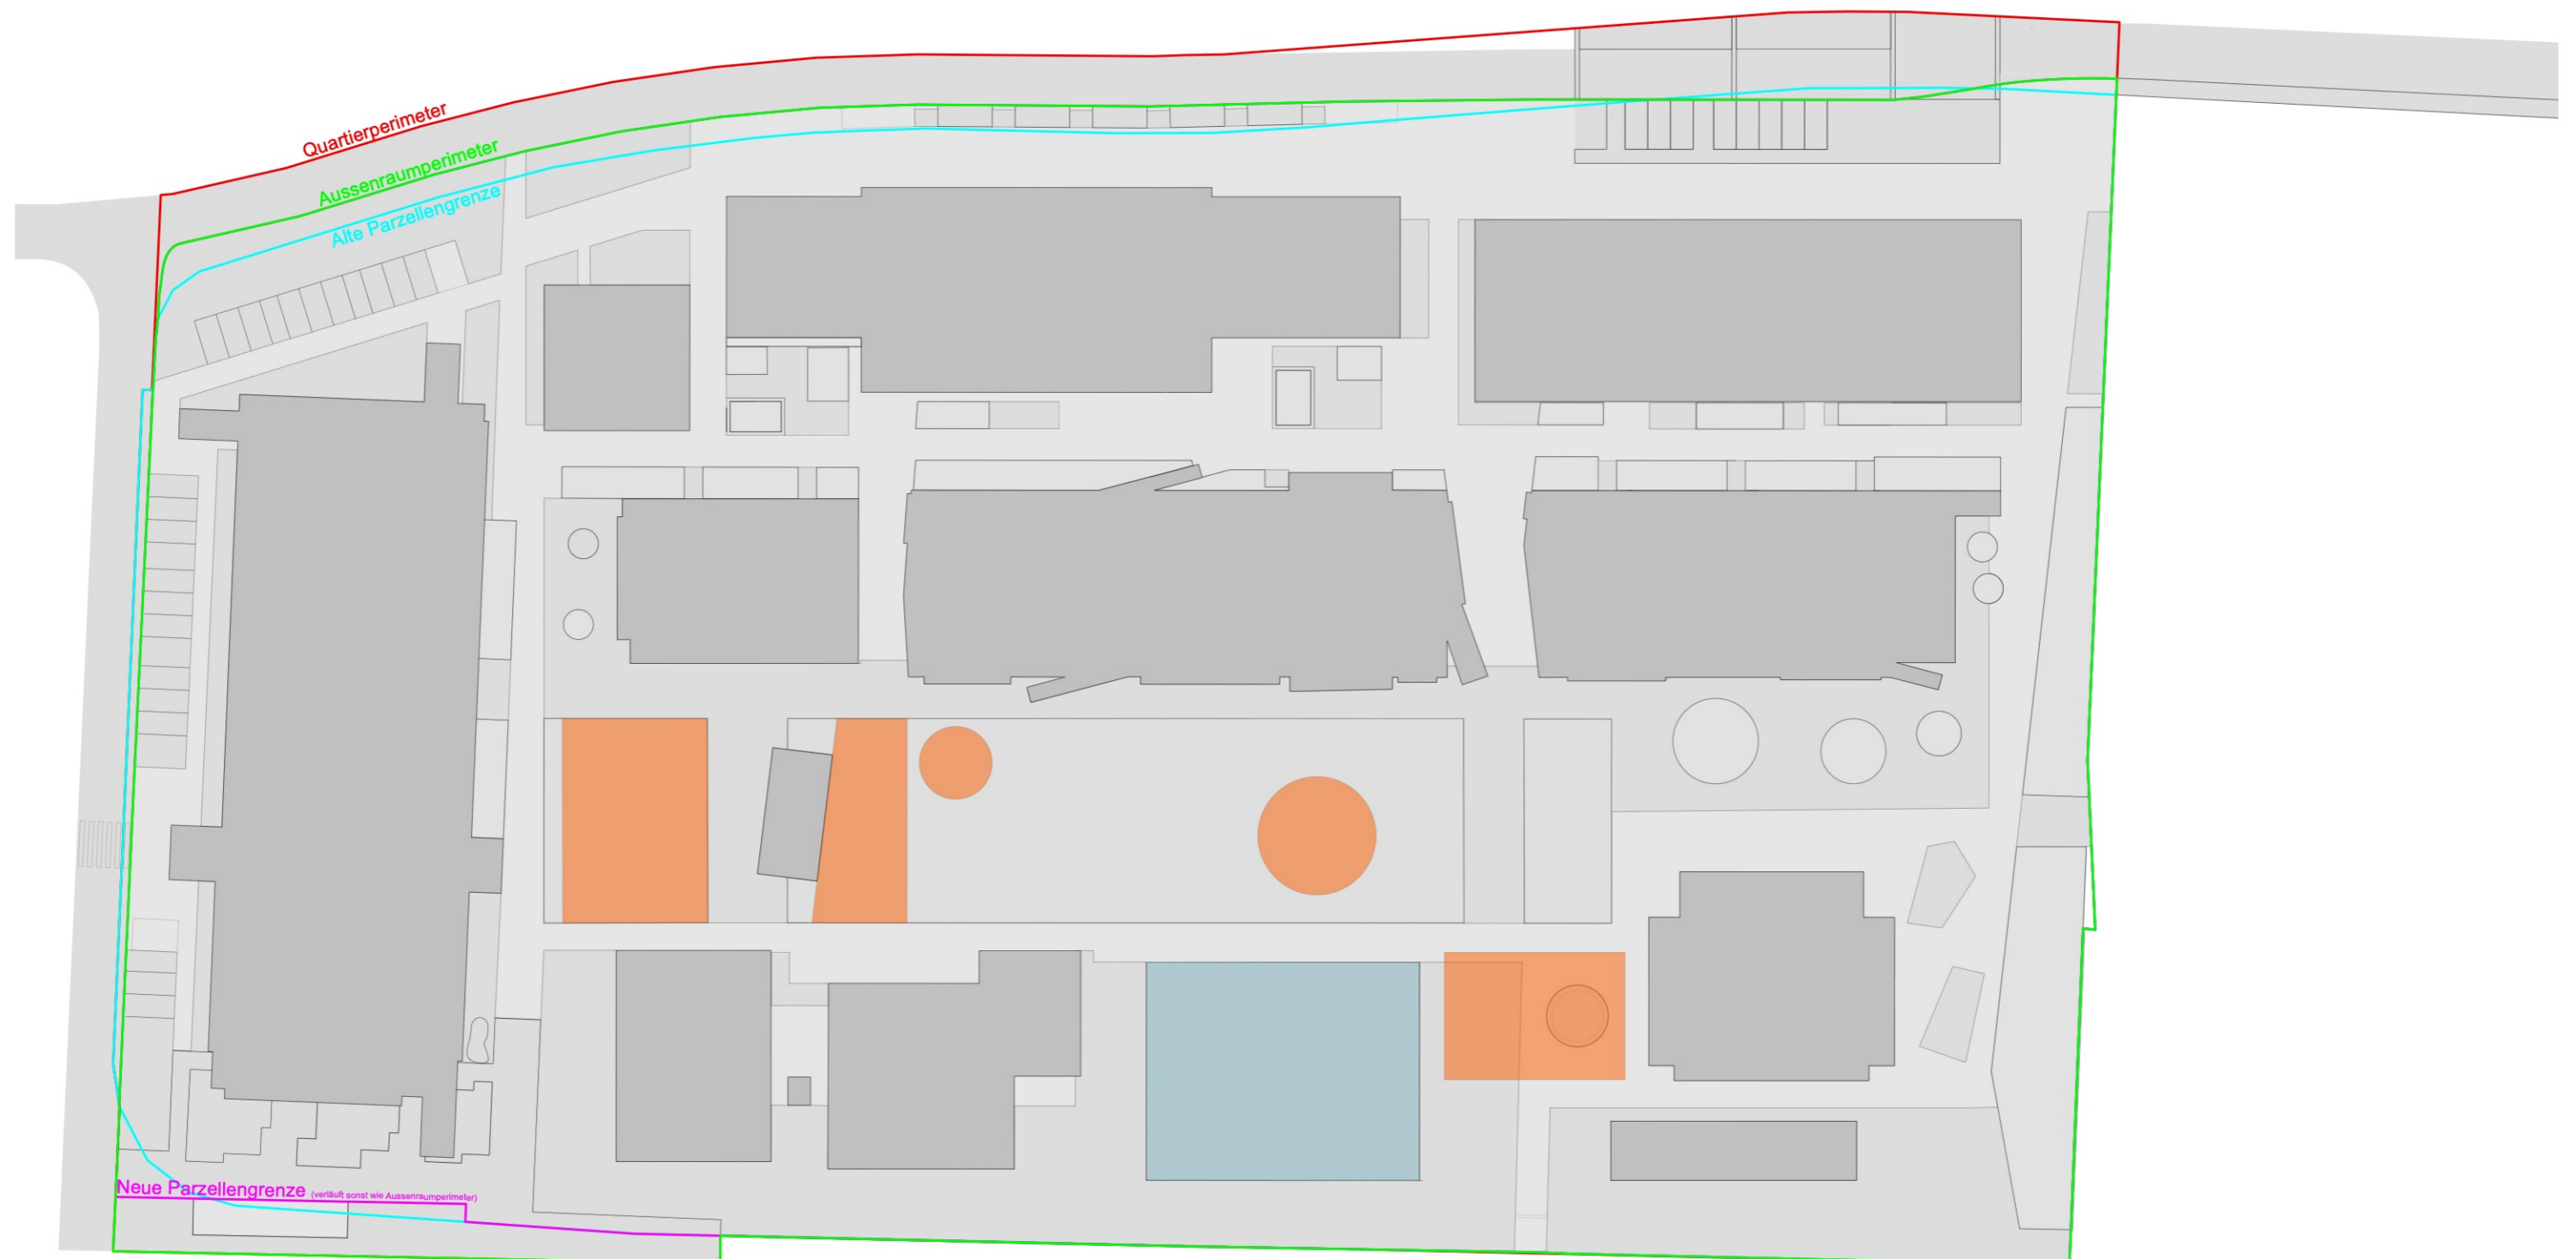 Quartierperimeter
Aussenraumperimeter
Alte Parzellengrenze
Neue Parzellengrenze (verläuft sonst wie Aussenraumperimeter)